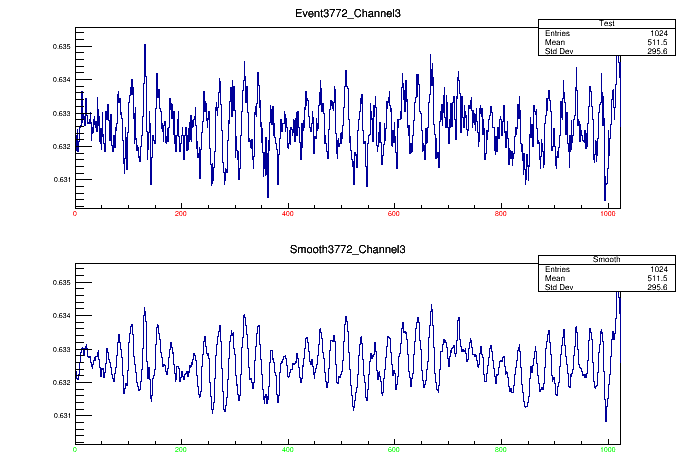 Event3772_Channel3
Test
Entries 1024
Mean 511.5
Std Dev 295.6
0.635
0.634
0.633
0.632
0.631
0 200 400 600 800 1000
Smooth3772_Channel3
Smooth
Entries 1024
Mean 511.5
Std Dev 295.6
0.635
0.634
0.633
0.632
0.631
0 200 400 600 800 1000